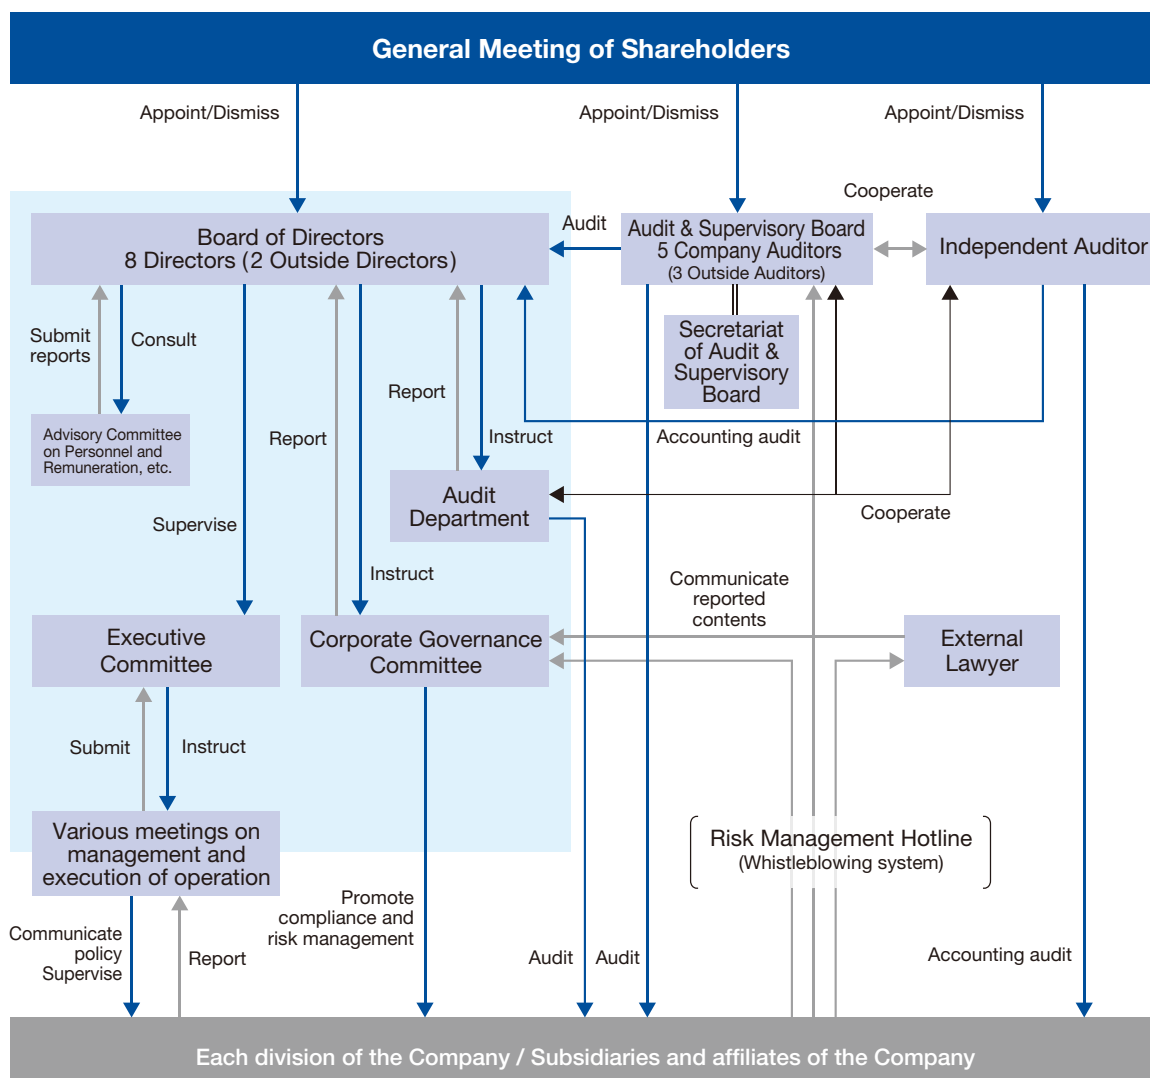 General Meeting of Shareholders
Appoint/Dismiss
Appoint/Dismiss
Appoint/Dismiss
Cooperate
Board of Directors
8 Directors (2 Outside Directors)
Audit
Audit & Supervisory Board
5 Company Auditors
(3 Outside Auditors)
Independent Auditor
Submit
reports
Consult
Secretariat
of Audit &
Supervisory
Board
Report
Advisory Committee
on Personnel and
Remuneration, etc.
Report
Instruct
Accounting audit
Audit
Department
Cooperate
Supervise
Instruct
Communicate
reported
contents
Executive
Committee
Corporate Governance
Committee
External
Lawyer
Submit
Instruct
Various meetings on
management and
execution of operation
Risk Management Hotline
(Whistleblowing system)
Promote
compliance and
risk management
Communicate
policy
Supervise
Report
Audit
Audit
Accounting audit
Each division of the Company / Subsidiaries and affiliates of the Company